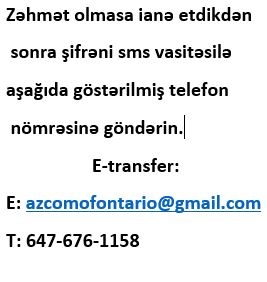 Zəhmət olmasa ianə etdikdən
sonra şifrəni sms vasitəsilə
aşağıda göstərilmiş telefon
nömrəsinə göndərin.
E-transfer:
E: azcomofontario@gmail.com
T: 647-676-1158